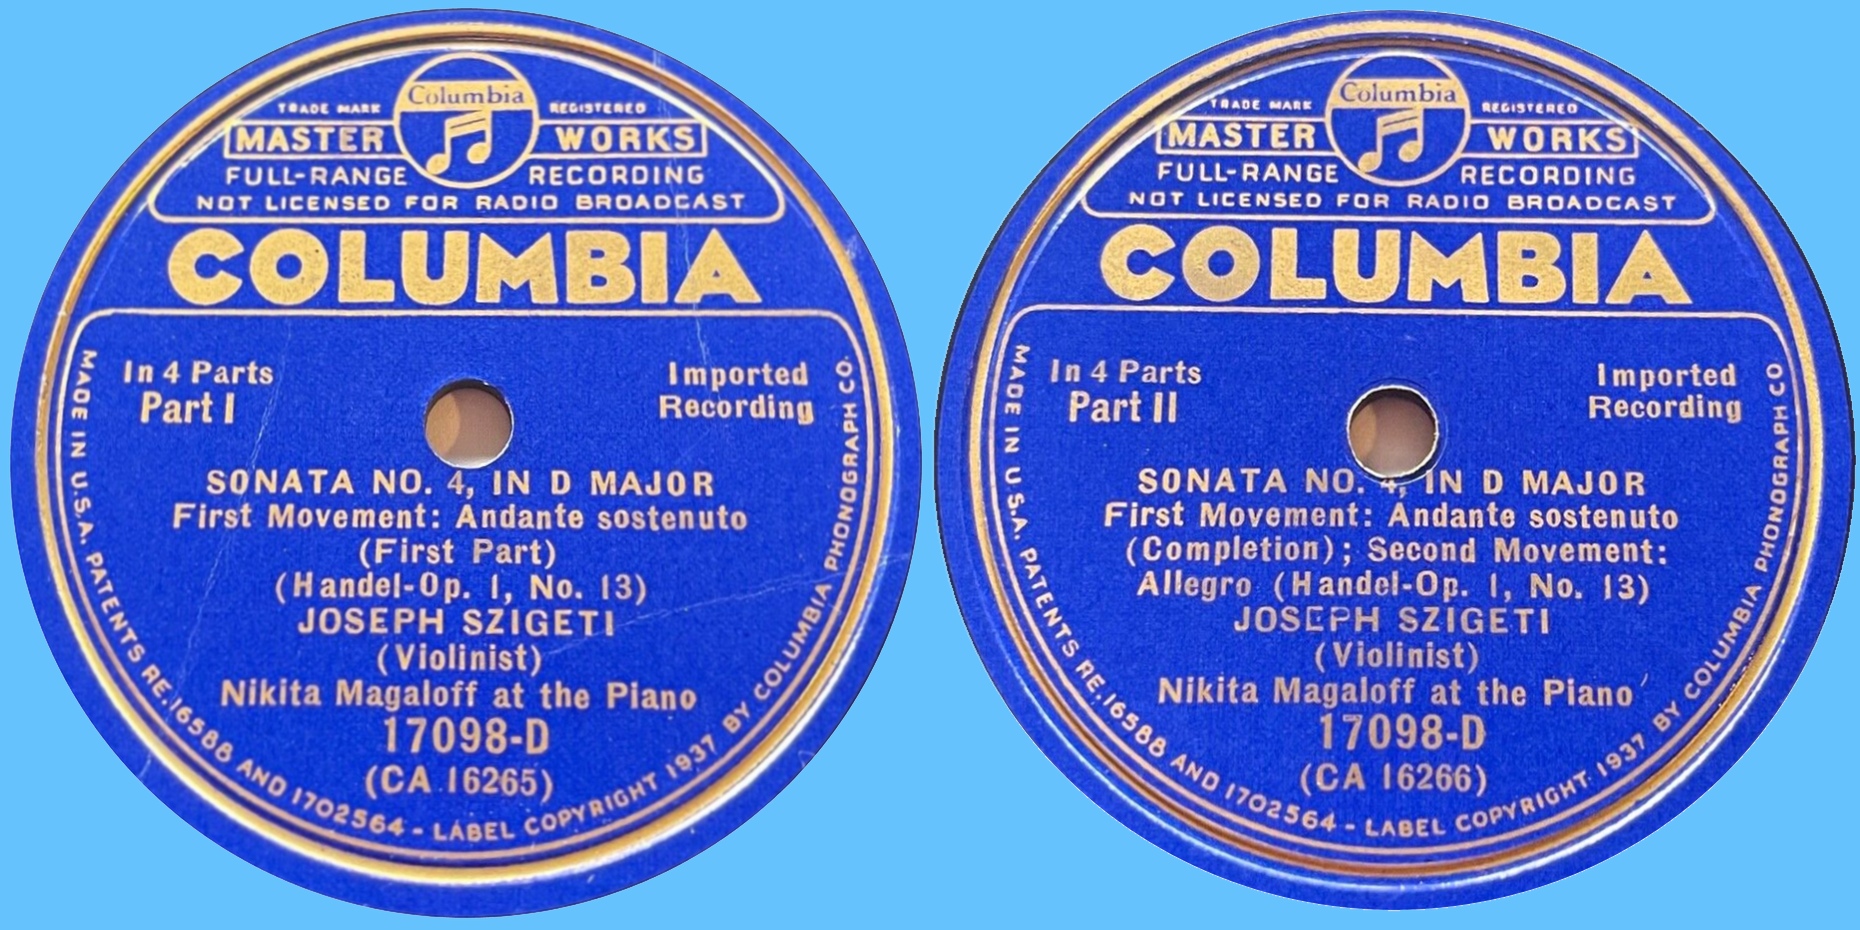 TRADE MARK Columbia REGISTERED
MASTER WORKS
FULL-RANGE RECORDING
NOT LICENSED FOR RADIO BROADCAST
COLUMBIA
In 4 Parts
Part I
Imported
Recording
SONATA NO. 4, IN D MAJOR
First Movement: Andante sostenuto
(First Part)
(Handel-Op. 1, No. 13)
JOSEPH SZIGETI
(Violinist)
Nikita Magaloff at the Piano
17098-D
(CA 16265)
MADE IN U.S.A. PATENTS RE.16588 AND 1702564 - LABEL COPYRIGHT 1937 BY COLUMBIA PHONOGRAPH CO.
TRADE MARK Columbia REGISTERED
MASTER WORKS
FULL-RANGE RECORDING
NOT LICENSED FOR RADIO BROADCAST
COLUMBIA
In 4 Parts
Part II
Imported
Recording
SONATA NO. 4, IN D MAJOR
First Movement: Andante sostenuto
(Completion); Second Movement:
Allegro (Handel-Op. 1, No. 13)
JOSEPH SZIGETI
(Violinist)
Nikita Magaloff at the Piano
17098-D
(CA 16266)
MADE IN U.S.A. PATENTS RE.16588 AND 1702564 - LABEL COPYRIGHT 1937 BY COLUMBIA PHONOGRAPH CO